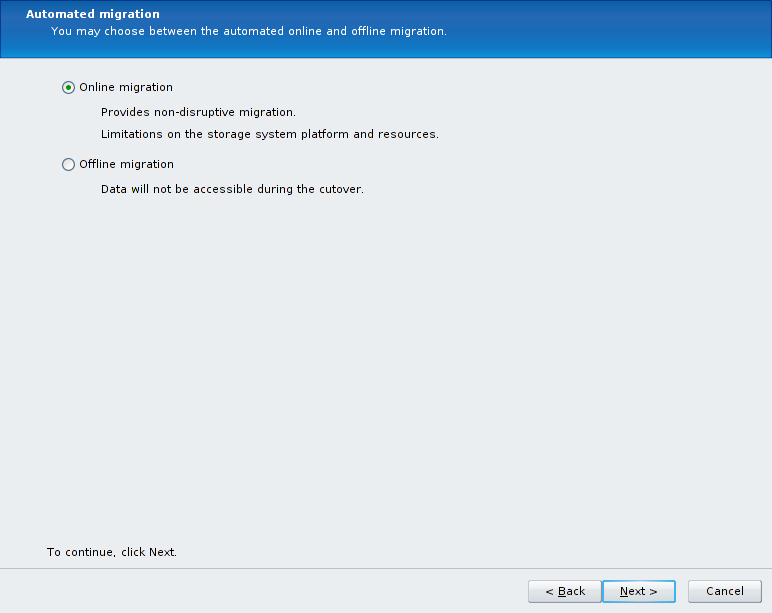 Automated migration
You may choose between the automated online and offline migration.
Online migration
Provides non-disruptive migration.
Limitations on the storage system platform and resources.
Offline migration
Data will not be accessible during the cutover.
To continue, click Next.
< Back Next > Cancel